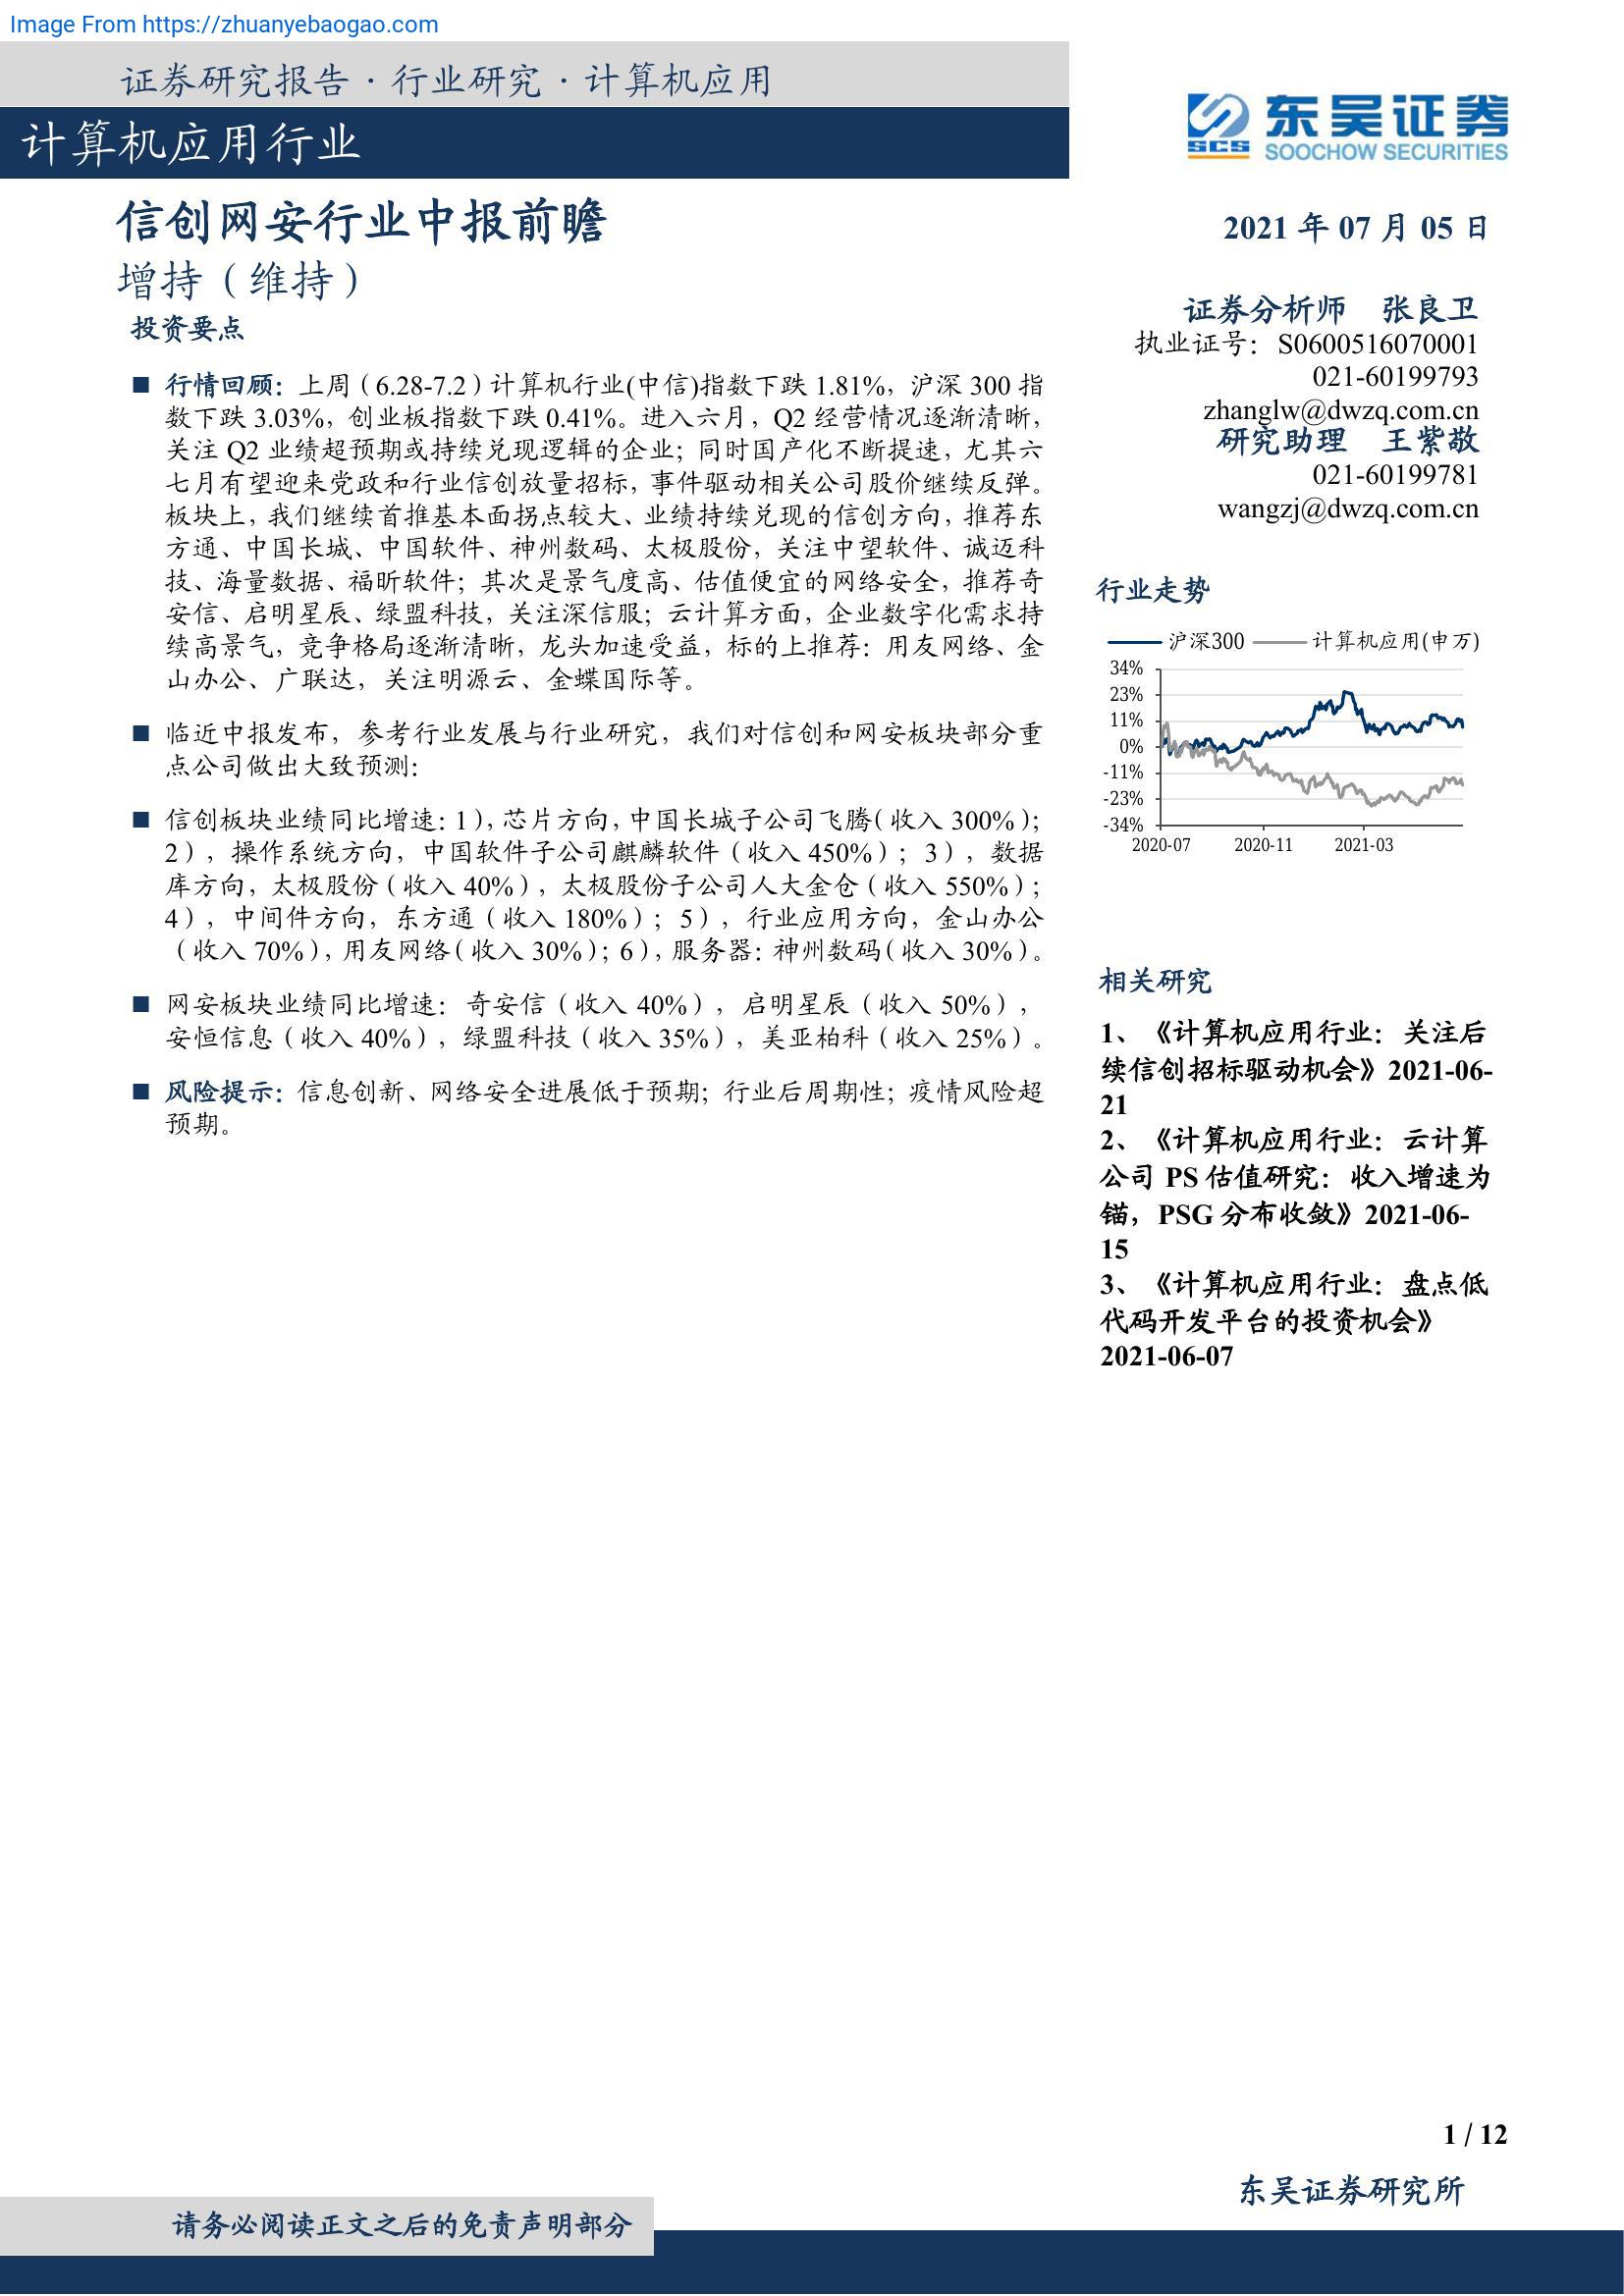 Image From https://zhuanyebaogao.com
证券研究报告 · 行业研究 · 计算机应用
计算机应用行业
东吴证券
SCS
SOOCHOW SECURITIES
信创网安行业中报前瞻
增持（维持）
投资要点
■ 行情回顾：上周（6.28-7.2）计算机行业(中信)指数下跌 1.81%，沪深 300 指
数下跌 3.03%，创业板指数下跌 0.41%。进入六月，Q2 经营情况逐渐清晰，
关注 Q2 业绩超预期或持续兑现逻辑的企业；同时国产化不断提速，尤其六
七月有望迎来党政和行业信创放量招标，事件驱动相关公司股价继续反弹。
板块上，我们继续首推基本面拐点较大、业绩持续兑现的信创方向，推荐东
方通、中国长城、中国软件、神州数码、太极股份，关注中望软件、诚迈科
技、海量数据、福昕软件；其次是景气度高、估值便宜的网络安全，推荐奇
安信、启明星辰、绿盟科技，关注深信服；云计算方面，企业数字化需求持
续高景气，竞争格局逐渐清晰，龙头加速受益，标的上推荐：用友网络、金
山办公、广联达，关注明源云、金蝶国际等。
■ 临近中报发布，参考行业发展与行业研究，我们对信创和网安板块部分重
点公司做出大致预测：
■ 信创板块业绩同比增速：1），芯片方向，中国长城子公司飞腾（收入 300%）；
2），操作系统方向，中国软件子公司麒麟软件（收入 450%）；3），数据
库方向，太极股份（收入 40%），太极股份子公司人大金仓（收入 550%）；
4），中间件方向，东方通（收入 180%）；5），行业应用方向，金山办公
（收入 70%），用友网络（收入 30%）；6），服务器：神州数码（收入 30%）。
■ 网安板块业绩同比增速：奇安信（收入 40%），启明星辰（收入 50%），
安恒信息（收入 40%），绿盟科技（收入 35%），美亚柏科（收入 25%）。
■ 风险提示：信息创新、网络安全进展低于预期；行业后周期性；疫情风险超
预期。
2021 年 07 月 05 日
证券分析师 张良卫
执业证号：S0600516070001
021-60199793
zhanglw@dwzq.com.cn
研究助理 王紫敬
021-60199781
wangzj@dwzq.com.cn
行业走势
沪深300 计算机应用(申万)
34%
23%
11%
0%
-11%
-23%
-34%
2020-07 2020-11 2021-03
相关研究
1、《计算机应用行业：关注后
续信创招标驱动机会》2021-06-
21
2、《计算机应用行业：云计算
公司 PS 估值研究：收入增速为
锚，PSG 分布收敛》2021-06-
15
3、《计算机应用行业：盘点低
代码开发平台的投资机会》
2021-06-07
1 / 12
东吴证券研究所
请务必阅读正文之后的免责声明部分